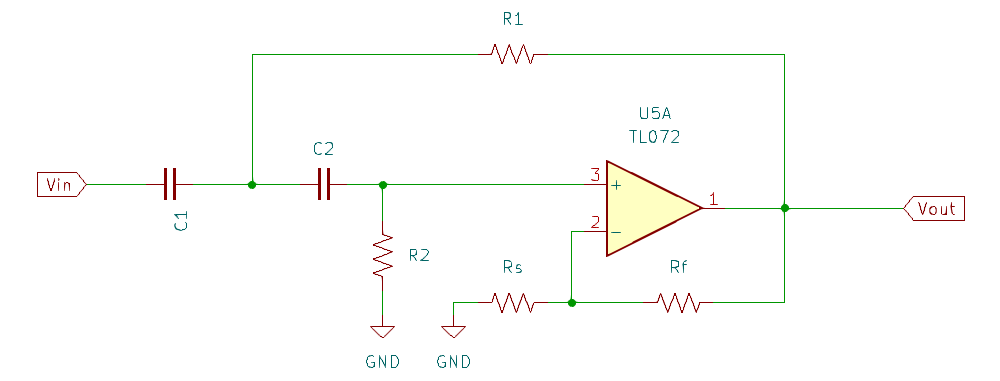 R1
U5A
TL072
C2
Vin
3
+
1
Vout
C1
2
-
R2
Rs
Rf
GND
GND